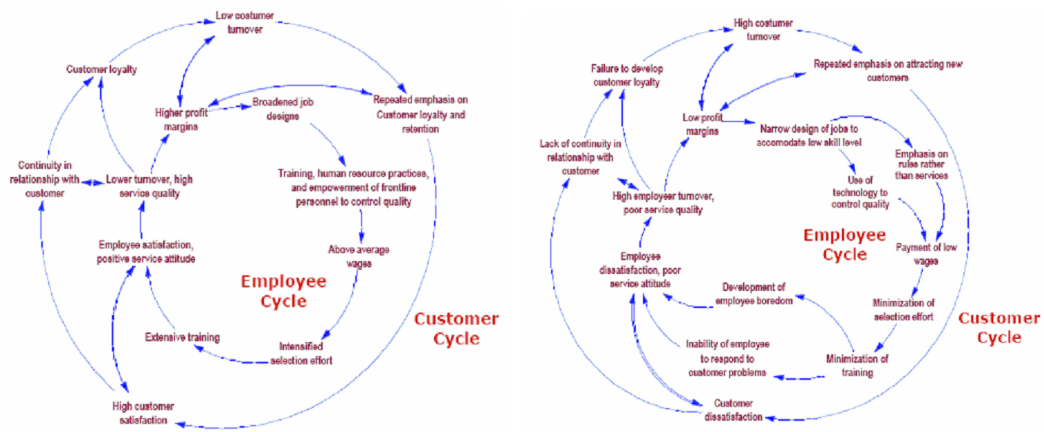 Low costumer
turnover
Customer loyalty
Higher profit
margins
Broadened job
designs
Repeated emphasis on
Customer loyalty and
retention
Continuity in
relationship with
customer
Lower turnover, high
service quality
Training, human resource practices,
and empowerment of frontline
personnel to control quality
Employee satisfaction,
positive service attitude
Above average
wages
Employee
Cycle
Customer
Cycle
Extensive training
Intensified
selection effort
High customer
satisfaction
High costumer
turnover
Failure to develop
customer loyalty
Repeated emphasis on attracting new
customers
Low profit
margins
Narrow design of jobs to
accomodate low skill level
Lack of continuity in
relationship with
customer
Emphasis on
rules rather
than services
High employeer turnover,
poor service quality
Use of
technology to
control quality
Employee
Cycle
Payment of low
wages
Employee
dissatisfaction, poor
service attitude
Development of
employee boredom
Minimization of
selection effort
Customer
Cycle
Inability of employee
to respond to
customer problems
Minimization of
training
Customer
dissatisfaction